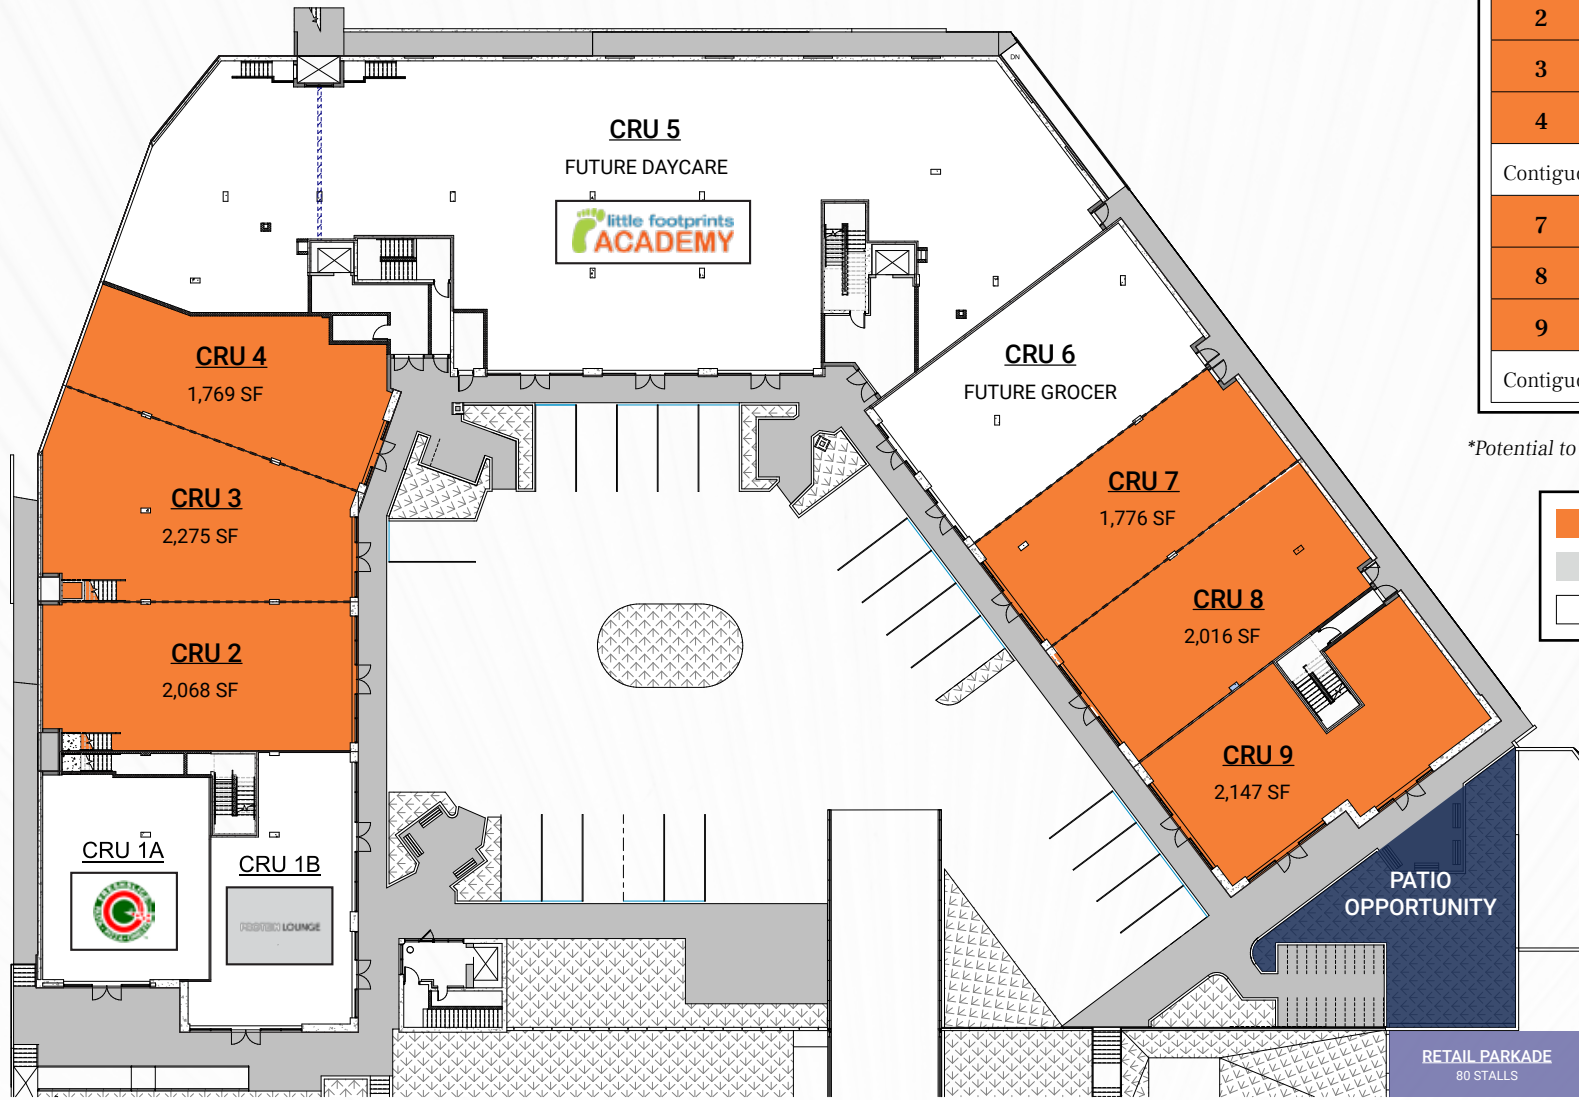 2
3
4
7
8
9
*Potential to
DN
CRU 5
FUTURE DAYCARE
little footprints
ACADEMY
CRU 4
1,769 SF
CRU 6
FUTURE GROCER
CRU 3
2,275 SF
CRU 7
1,776 SF
CRU 8
2,016 SF
CRU 2
2,068 SF
CRU 9
2,147 SF
CRU 1A
CRU 1B
PROTEIN LOUNGE
PATIO
OPPORTUNITY
RETAIL PARKADE
80 STALLS